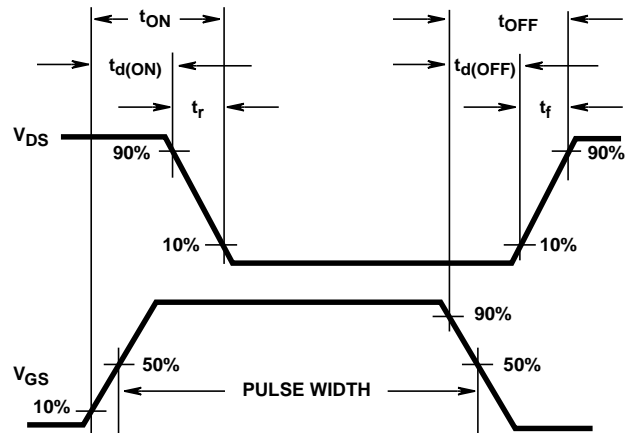 tON
tOFF
td(ON)
td(OFF)
tr
tf
VDS
90%
90%
10%
10%
90%
50%
50%
VGS
PULSE WIDTH
10%